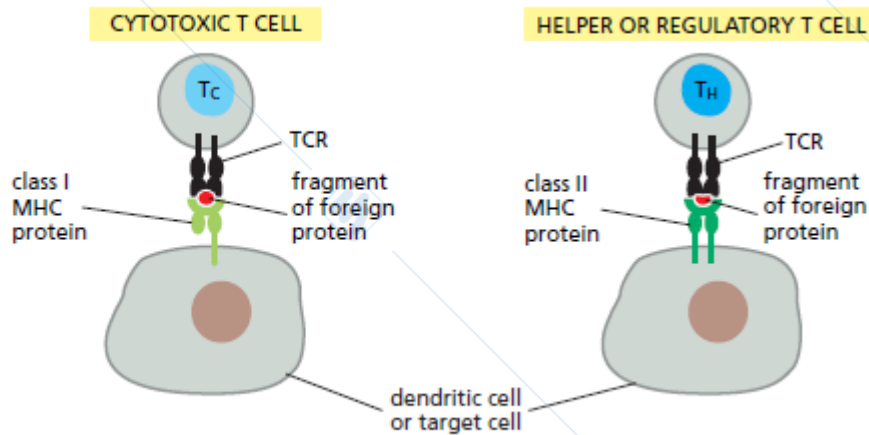 CYTOTOXIC T CELL
TC
TCR
class I
MHC
protein
fragment
of foreign
protein
HELPER OR REGULATORY T CELL
TH
TCR
class II
MHC
protein
fragment
of foreign
protein
dendritic cell
or target cell